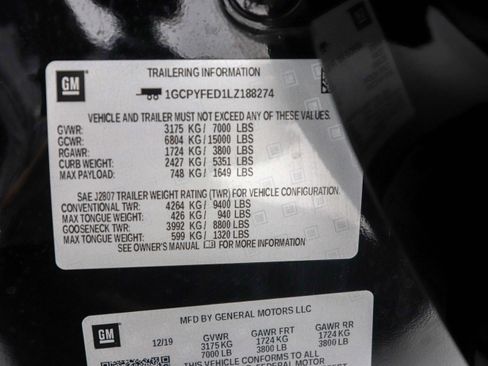 GM
TRAILERING INFORMATION
1GCPYFED1LZ188274
VEHICLE AND TRAILER MUST NOT EXCEED ANY OF THESE VALUES.
GVWR: 3175 KG/ 7000 LBS
GCWR: 6804 KG/15000 LBS
RGAWR: 1724 KG/ 3800 LBS
CURB WEIGHT: 2427 KG/ 5351 LBS
MAX PAYLOAD: 748 KG/ 1649 LBS
SAE J2807 TRAILER WEIGHT RATING (TWR) FOR VEHICLE CONFIGURATION.
CONVENTIONAL TWR: 4264 KG/ 9400 LBS
MAX TONGUE WEIGHT: 426 KG/ 940 LBS
GOOSENECK TWR: 3992 KG/ 8800 LBS
MAX TONGUE WEIGHT: 599 KG/ 1320 LBS
SEE OWNER'S MANUAL FOR MORE INFORMATION
GM
MFD BY GENERAL MOTORS LLC
12/19 GVWR GAWR FRT GAWR RR
3175 KG 1724 KG 1724 KG
7000 LB 3800 LB 3800 LB
THIS VEHICLE CONFORMS TO ALL